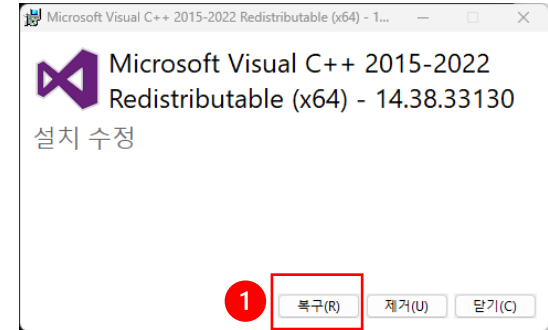 Microsoft Visual C++ 2015-2022 Redistributable (x64) - 1...
Microsoft Visual C++ 2015-2022
Redistributable (x64) - 14.38.33130
설치 수정
1
복구(R)
제거(U)
닫기(C)